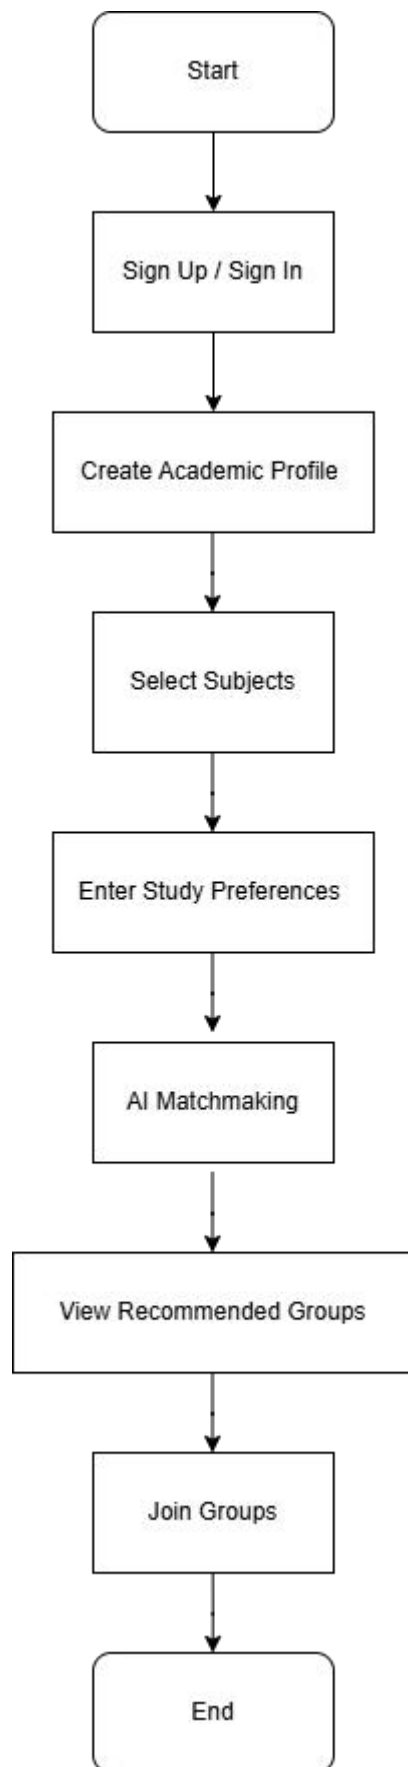 Start
Sign Up / Sign In
Create Academic Profile
Select Subjects
Enter Study Preferences
AI Matchmaking
View Recommended Groups
Join Groups
End